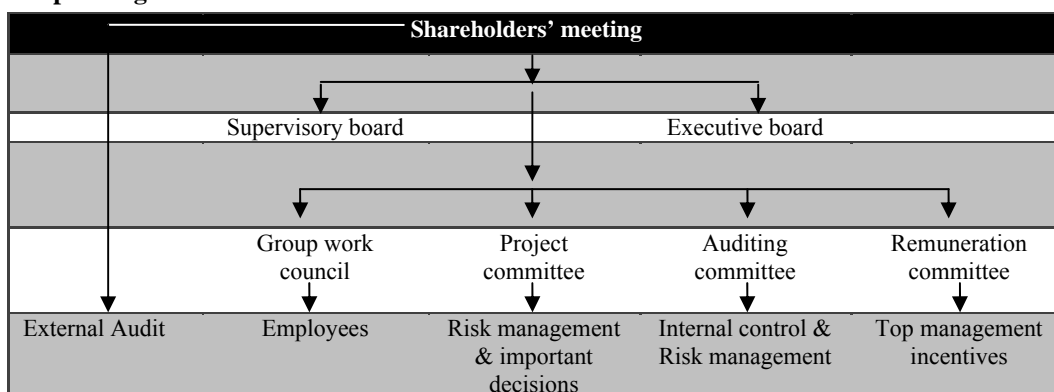 Shareholders' meeting
Supervisory board
Executive board
Group work
council
Project
committee
Auditing
committee
Remuneration
committee
External Audit
Employees
Risk management
& important
decisions
Internal control &
Risk management
Top management
incentives